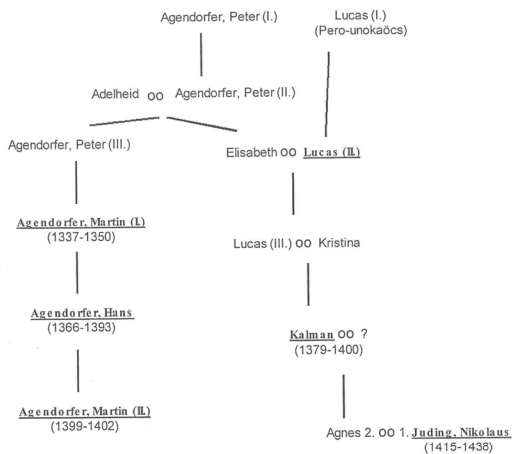 Agendorfer, Peter (I.)
Lucas (I.)
(Pero-unokaöcs)
Adelheid oo Agendorfer, Peter (II.)
Agendorfer, Peter (III.)
Elisabeth oo Lucas (II.)
Agendorfer, Martin (I.)
(1337-1350)
Lucas (III.) oo Kristina
Agendorfer, Hans
(1366-1393)
Kalman oo ?
(1379-1400)
Agendorfer, Martin (II.)
(1399-1402)
Agnes 2. oo 1. Juding, Nikolaus
(1415-1438)